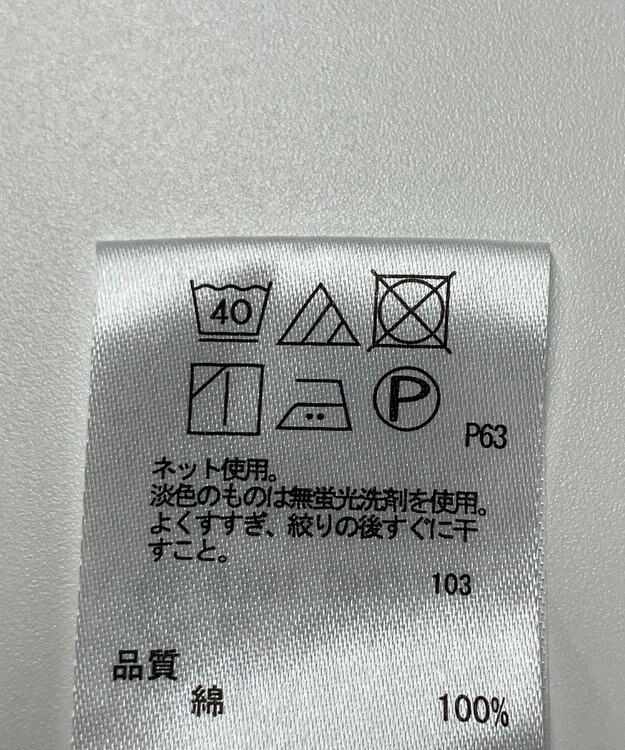 40
P
P63
ネット使用。
淡色のものは無蛍光洗剤を使用。
よくすすぎ、絞りの後すぐに干
すこと。
103
品質
綿 100%